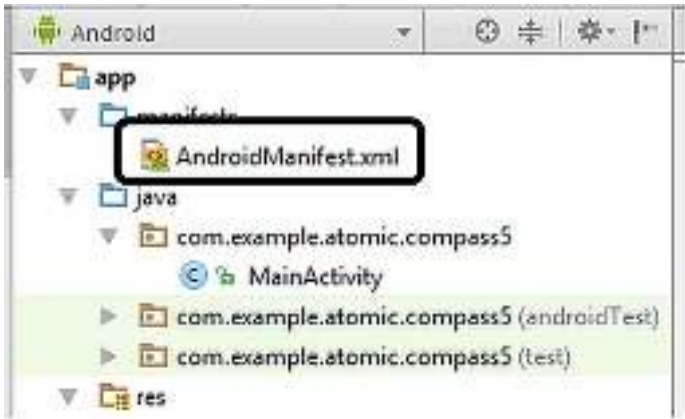 Android
app
manifests
AndroidManifest.xml
java
com.example.atomic.compass5
MainActivity
com.example.atomic.compass5 (androidTest)
com.example.atomic.compass5 (test)
res